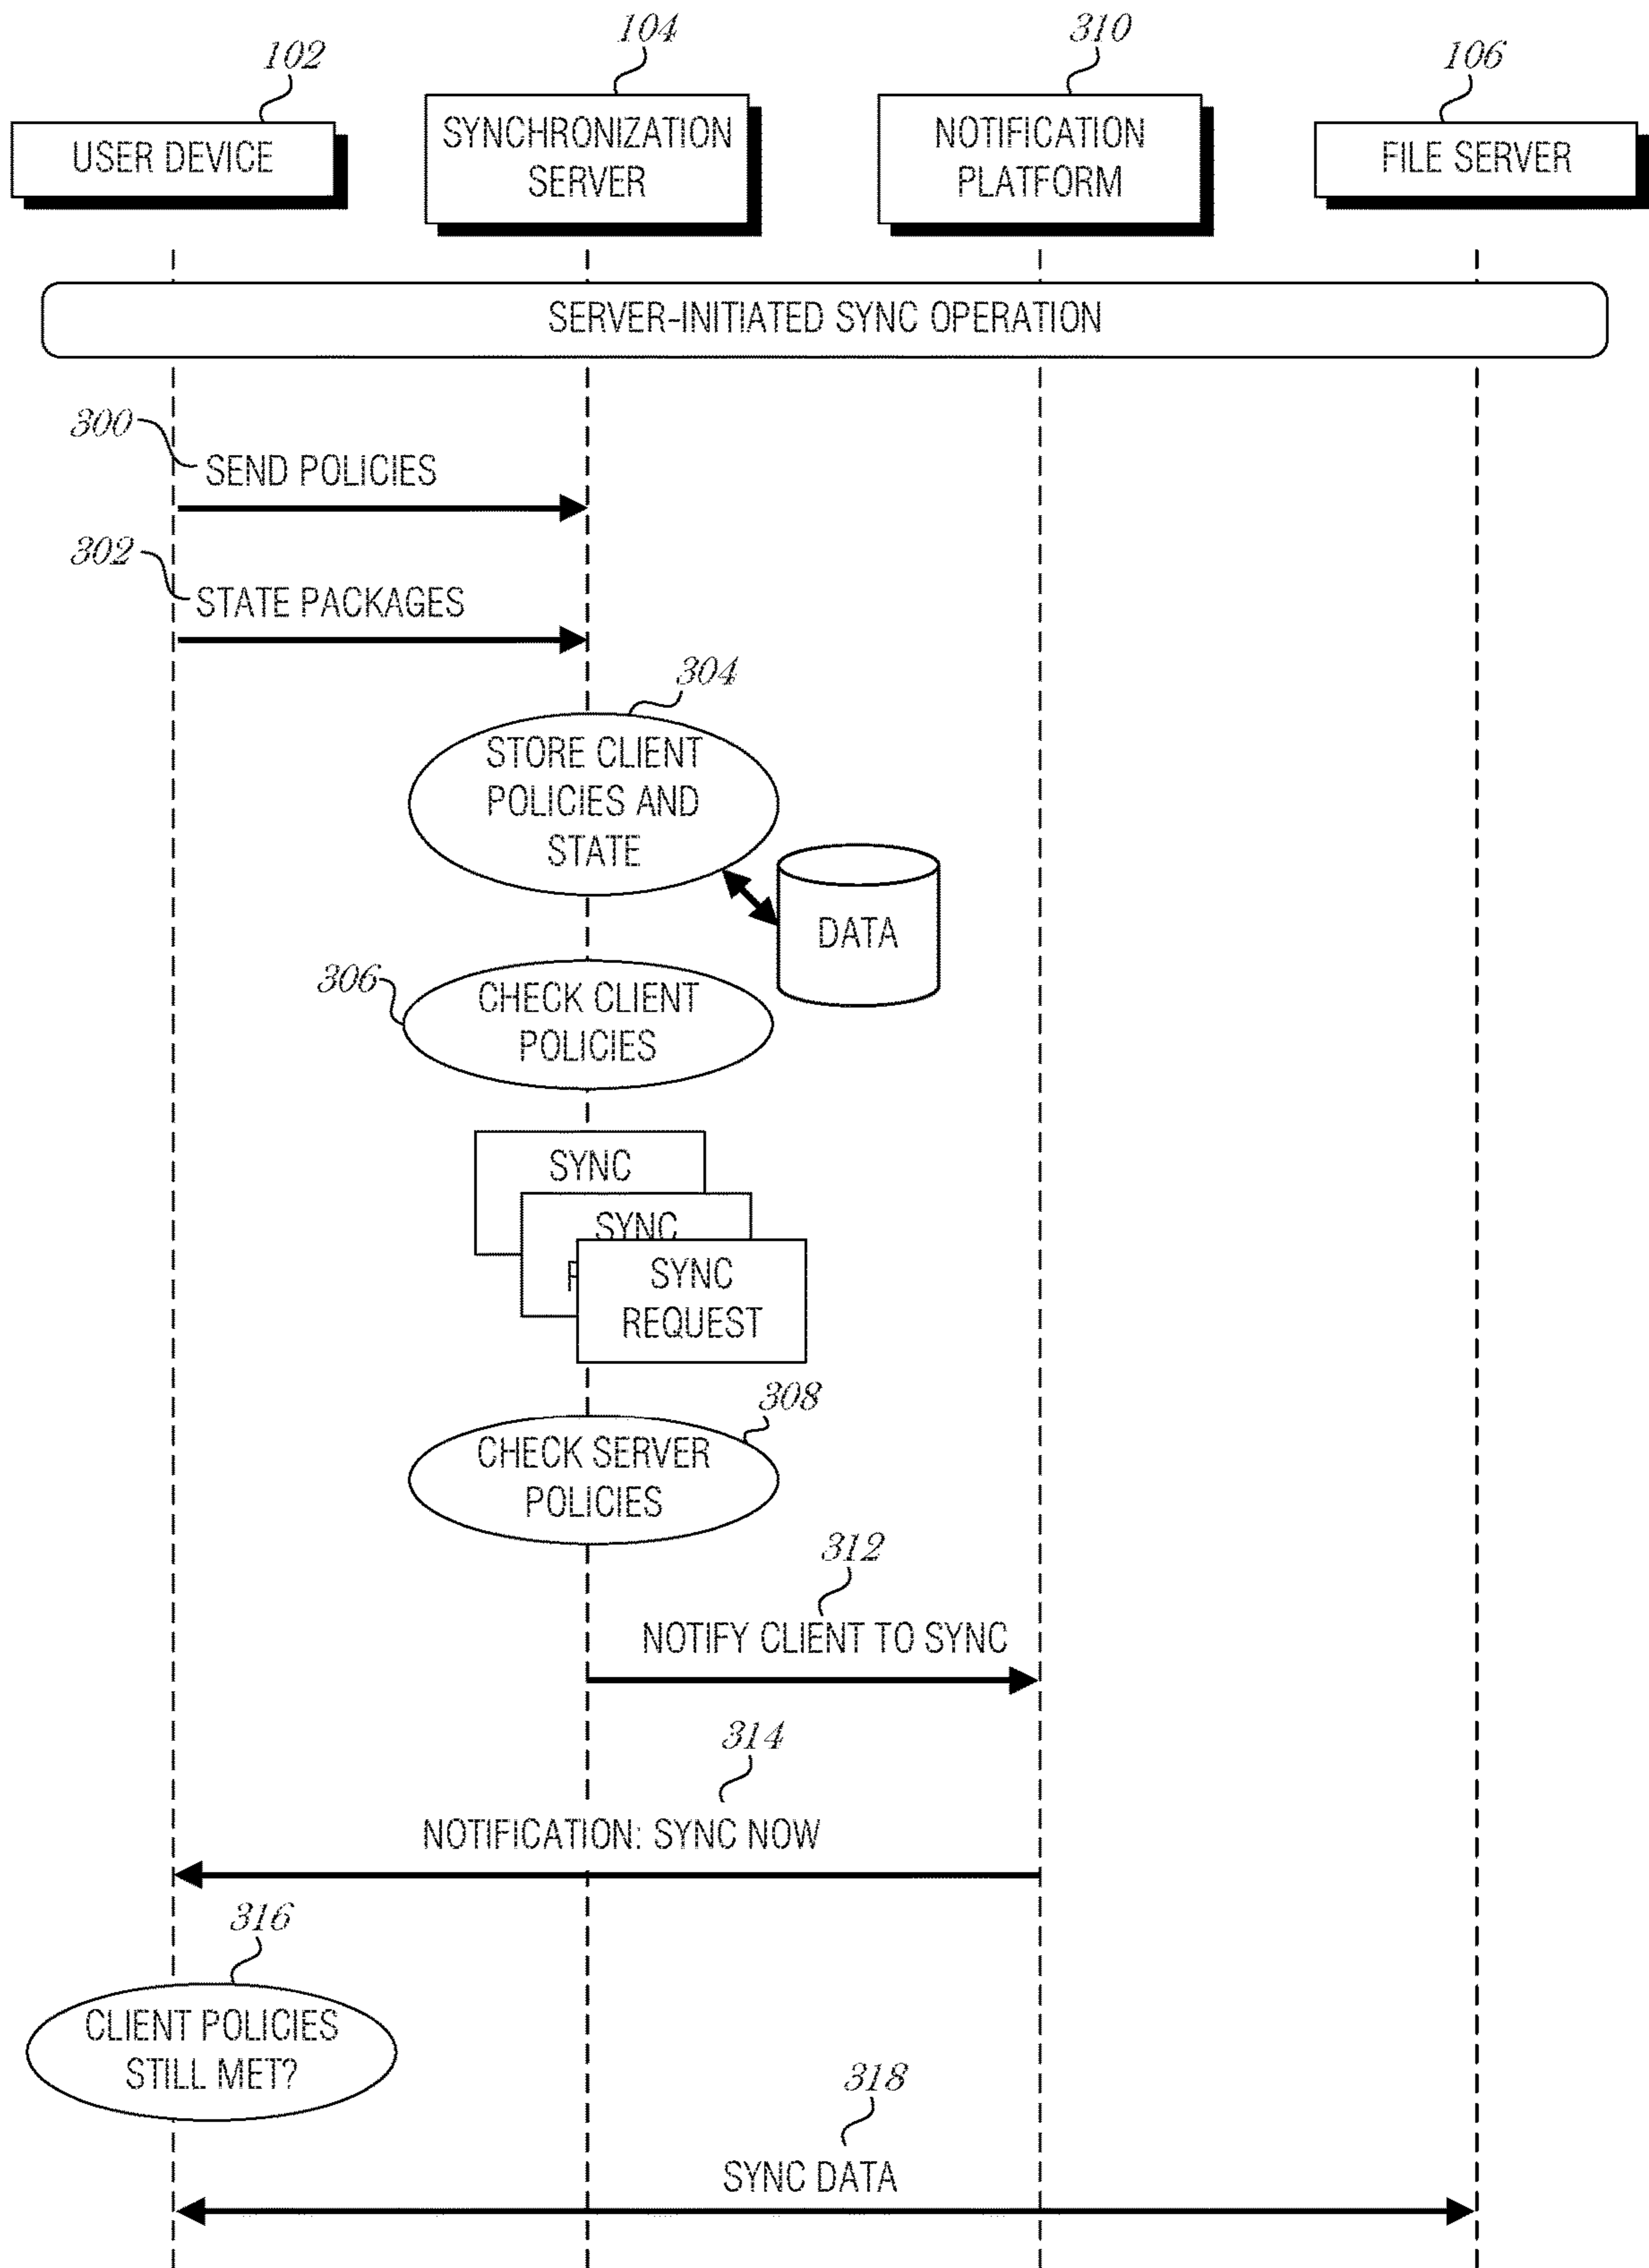 102
104
310
106
USER DEVICE
SYNCHRONIZATION
SERVER
NOTIFICATION
PLATFORM
FILE SERVER
SERVER-INITIATED SYNC OPERATION
300
SEND POLICIES
302
STATE PACKAGES
304
STORE CLIENT
POLICIES AND
STATE
DATA
306
CHECK CLIENT
POLICIES
SYNC
SYNC
SYNC
REQUEST
308
CHECK SERVER
POLICIES
312
NOTIFY CLIENT TO SYNC
314
NOTIFICATION: SYNC NOW
316
CLIENT POLICIES
STILL MET?
318
SYNC DATA